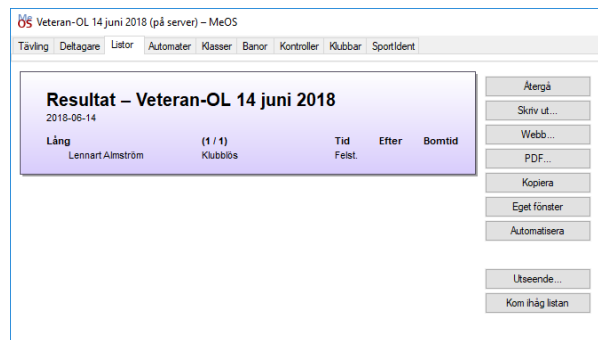 MeOS Veteran-OL 14 juni 2018 (på server) – MeOS
Tävling Deltagare Listor Automater Klasser Banor Kontroller Klubbar SportIdent
Resultat – Veteran-OL 14 juni 2018
2018-06-14
Lång (1 / 1) Tid Efter Bomtid
Lennart Almström Klubblös Felst.
Återgå
Skriv ut...
Webb...
PDF...
Kopiera
Eget fönster
Automatisera
Utseende...
Kom ihåg listan